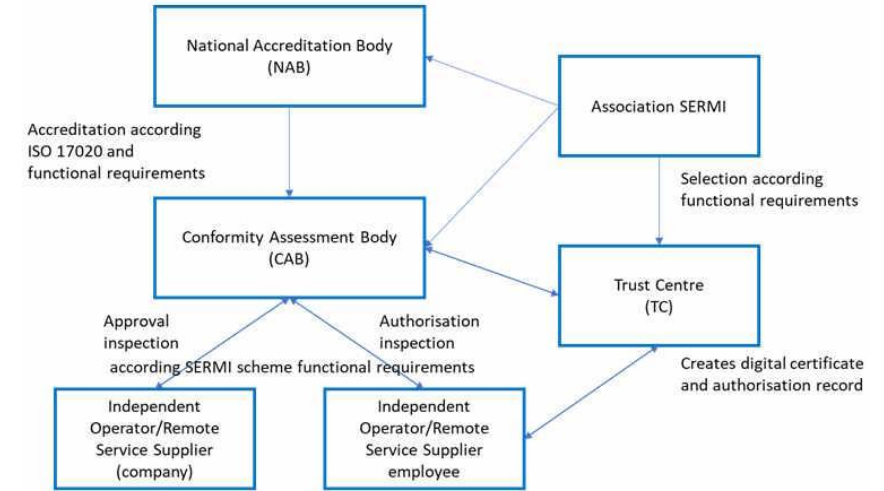 National Accreditation Body
(NAB)
Association SERMI
Accreditation according
ISO 17020 and
functional requirements
Selection according
functional requirements
Conformity Assessment Body
(CAB)
Trust Centre
(TC)
Approval
inspection
Authorisation
inspection
according SERMI scheme functional requirements
Creates digital certificate
and authorisation record
Independent
Operator/Remote
Service Supplier
(company)
Independent
Operator/Remote
Service Supplier
employee